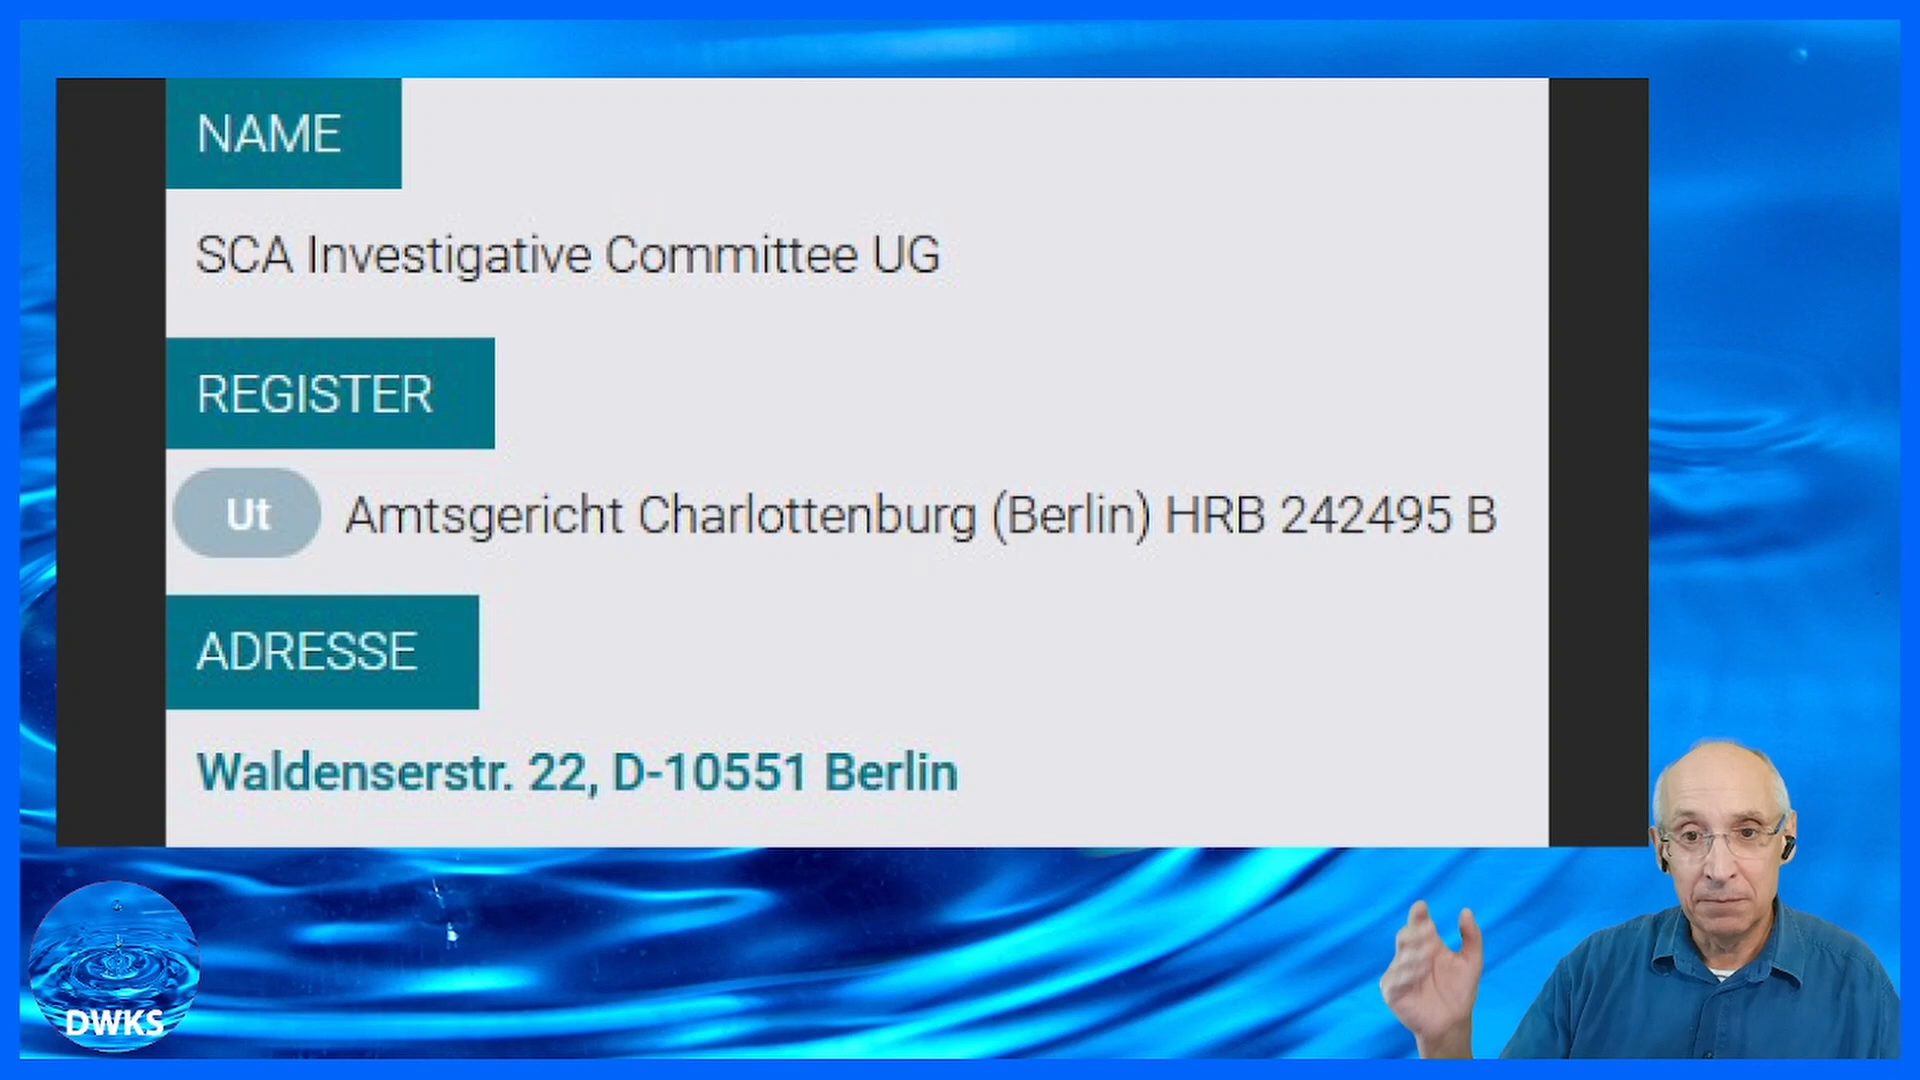 NAME
SCA Investigative Committee UG
REGISTER
Ut Amtsgericht Charlottenburg (Berlin) HRB 242495 B
ADRESSE
Waldenserstr. 22, D-10551 Berlin
DWKS